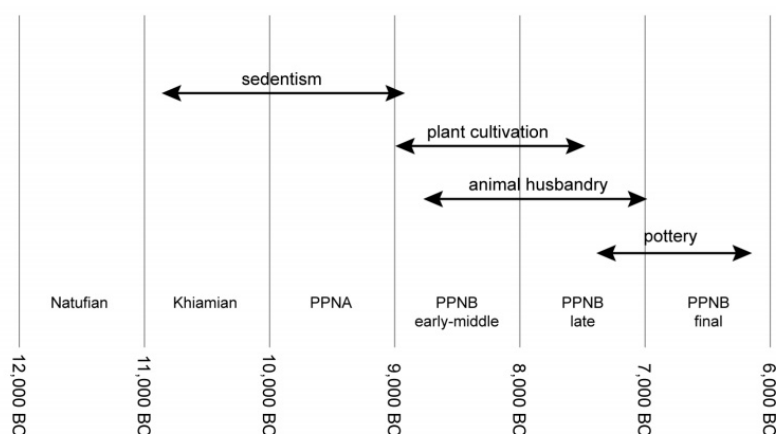 sedentism
plant cultivation
animal husbandry
pottery
Natufian
Khiamian
PPNA
PPNB
early-middle
PPNB
late
PPNB
final
12,000 BC
11,000 BC
10,000 BC
9,000 BC
8,000 BC
7,000 BC
6,000 BC